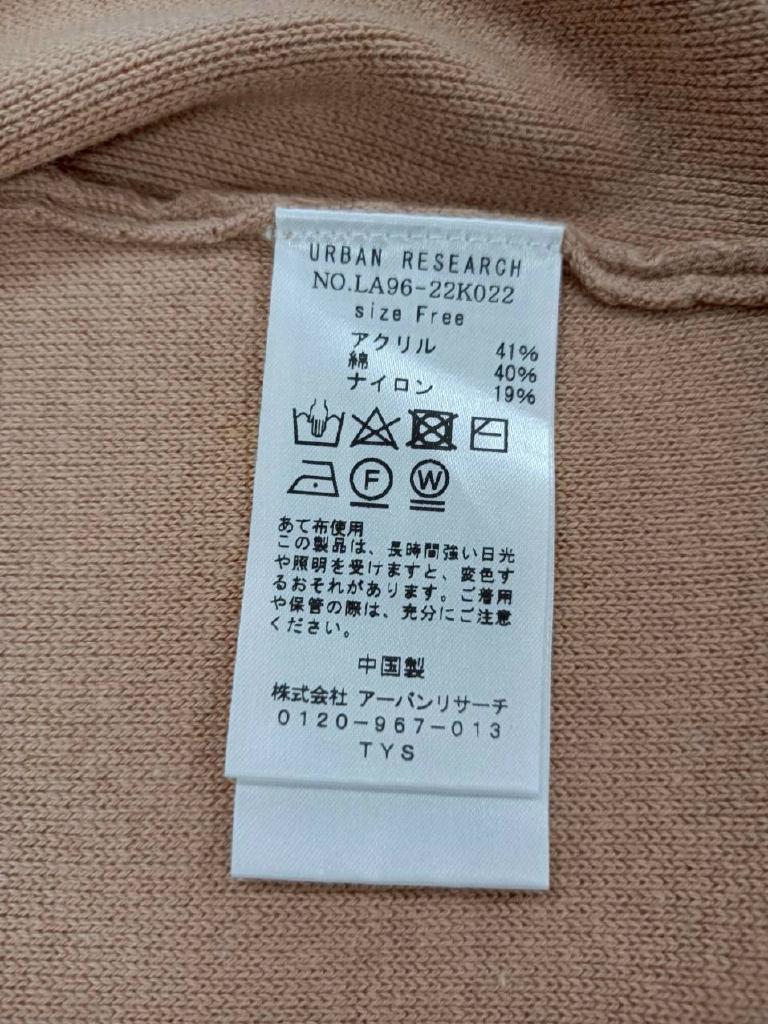 URBAN RESEARCH
NO.LA96-22K022
size Free
アクリル 41%
綿 40%
ナイロン 19%
F W
あて布使用
この製品は、長時間強い日光
や照明を受けますと、変色す
るおそれがあります。ご着用
や保管の際は、充分にご注意
ください。
中国製
株式会社 アーバンリサーチ
0120-967-013
TYS